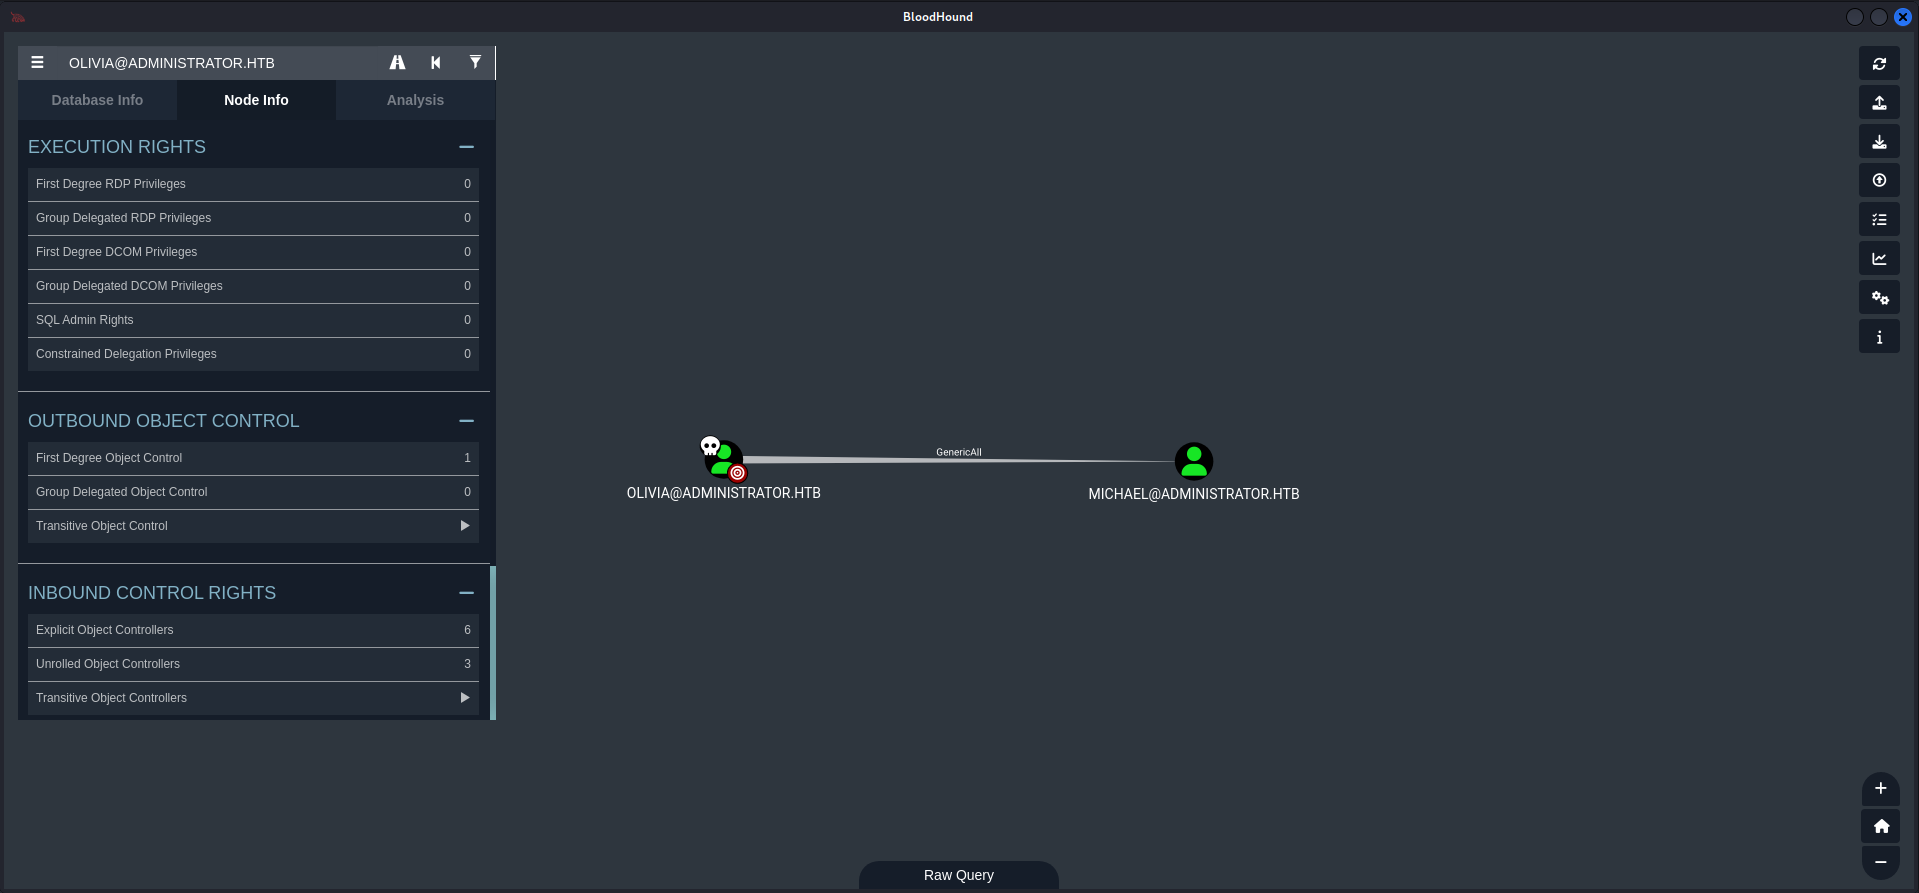 BloodHound
OLIVIA@ADMINISTRATOR.HTB
Database Info
Node Info
Analysis
EXECUTION RIGHTS
First Degree RDP Privileges 0
Group Delegated RDP Privileges 0
First Degree DCOM Privileges 0
Group Delegated DCOM Privileges 0
SQL Admin Rights 0
Constrained Delegation Privileges 0
OUTBOUND OBJECT CONTROL
First Degree Object Control 1
Group Delegated Object Control 0
Transitive Object Control
INBOUND CONTROL RIGHTS
Explicit Object Controllers 6
Unrolled Object Controllers 3
Transitive Object Controllers
GenericAll
OLIVIA@ADMINISTRATOR.HTB
MICHAEL@ADMINISTRATOR.HTB
Raw Query